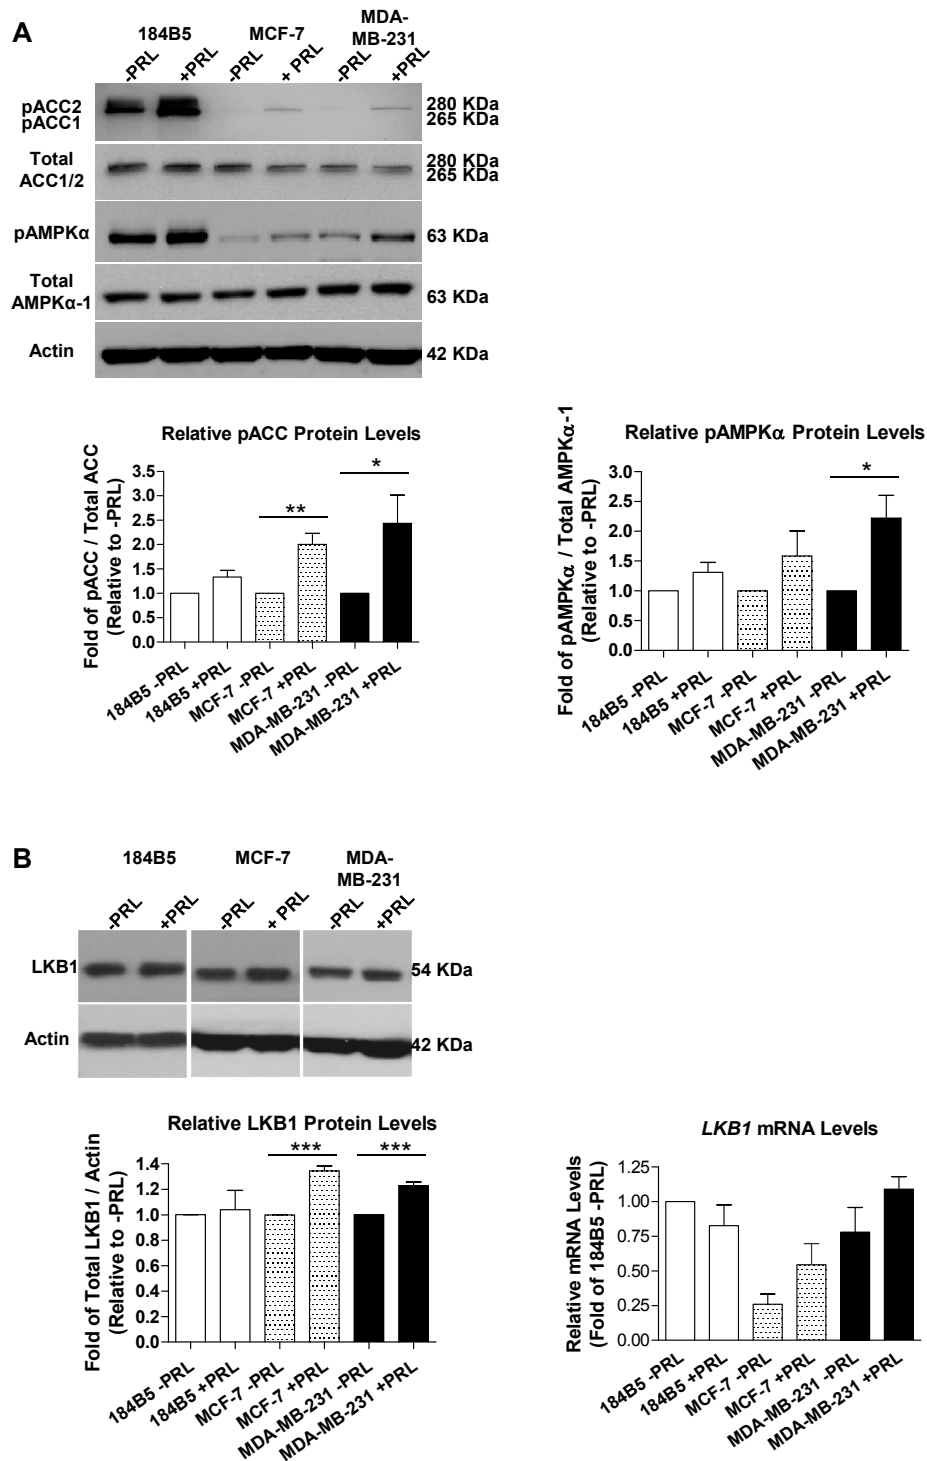 A
184B5 MCF-7 MDA-
MB-231
-PRL +PRL -PRL + PRL -PRL +PRL
pACC2 280 KDa
pACC1 265 KDa
Total 280 KDa
ACC1/2 265 KDa
pAMPKα 63 KDa
Total
AMPKα-1 63 KDa
Actin 42 KDa
Relative pACC Protein Levels
Fold of pACC / Total ACC
(Relative to -PRL)
3.5
3.0
2.5
2.0
1.5
1.0
0.5
0.0
**
*
184B5 -PRL
184B5 +PRL
MCF-7 -PRL
MCF-7 +PRL
MDA-MB-231 -PRL
MDA-MB-231 +PRL
Relative pAMPKα Protein Levels
Fold of pAMPKα / Total AMPKα-1
(Relative to -PRL)
3.0
2.5
2.0
1.5
1.0
0.5
0.0
*
184B5 -PRL
184B5 +PRL
MCF-7 -PRL
MCF-7 +PRL
MDA-MB-231 -PRL
MDA-MB-231 +PRL
B
184B5 MCF-7 MDA-
MB-231
-PRL +PRL -PRL + PRL -PRL +PRL
LKB1 54 KDa
Actin 42 KDa
Relative LKB1 Protein Levels
Fold of Total LKB1 / Actin
(Relative to -PRL)
1.4
1.2
1.0
0.8
0.6
0.4
0.2
0.0
***
***
184B5 -PRL
184B5 +PRL
MCF-7 -PRL
MCF-7 +PRL
MDA-MB-231 -PRL
MDA-MB-231 +PRL
LKB1 mRNA Levels
Relative mRNA Levels
(Fold of 184B5 -PRL)
1.25
1.00
0.75
0.50
0.25
0.00
184B5 -PRL
184B5 +PRL
MCF-7 -PRL
MCF-7 +PRL
MDA-MB-231 -PRL
MDA-MB-231 +PRL